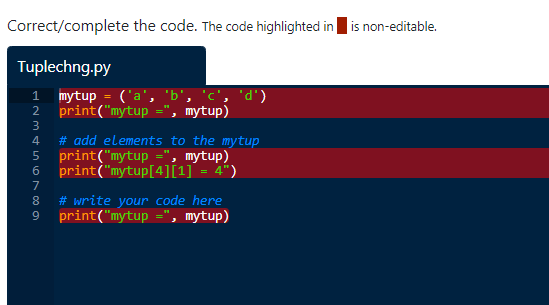 Correct/complete the code. The code highlighted in is non-editable.
Tuplechng.py
1 mytup = ('a', 'b', 'c', 'd')
2 print("mytup =", mytup)
3
4 # add elements to the mytup
5 print("mytup =", mytup)
6 print("mytup[4][1] = 4")
7
8 # write your code here
9 print("mytup =", mytup)